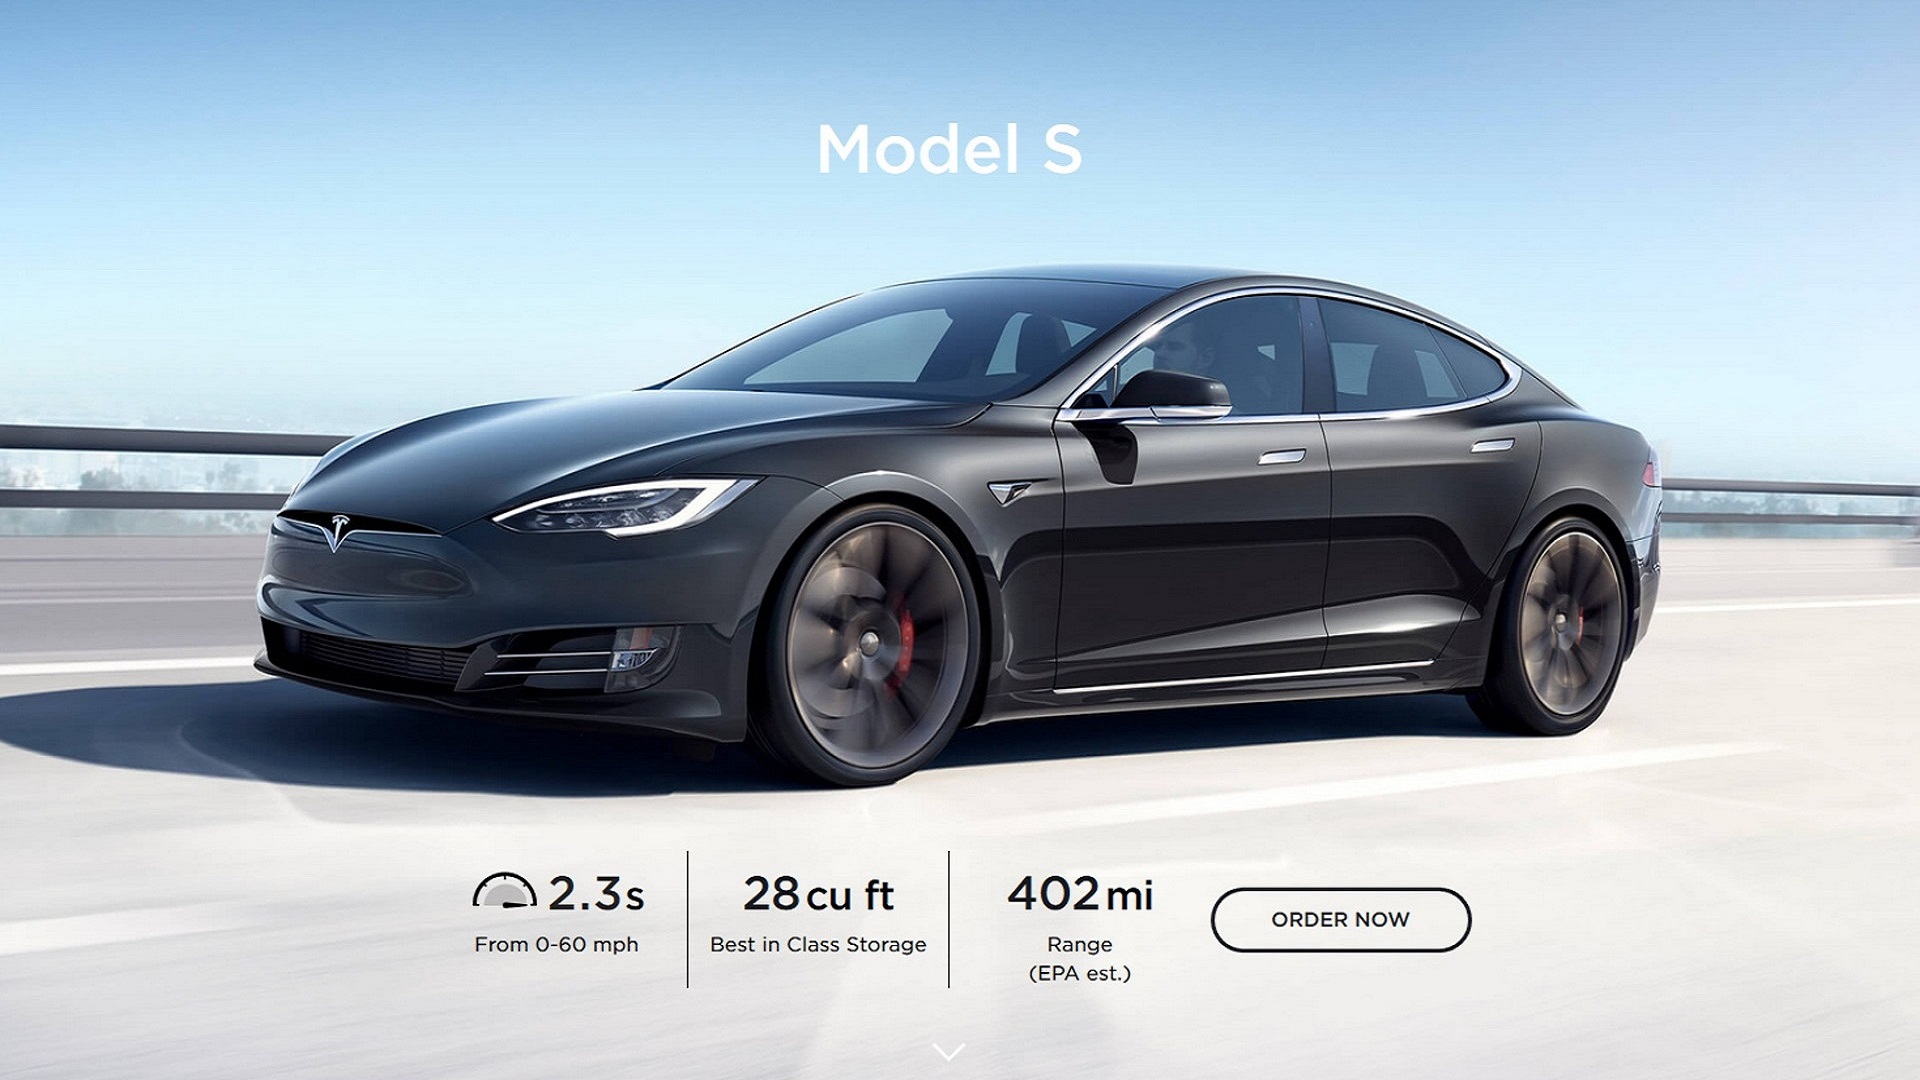 Model S
2.3s
From 0-60 mph
28 cu ft
Best in Class Storage
402 mi
Range
(EPA est.)
ORDER NOW